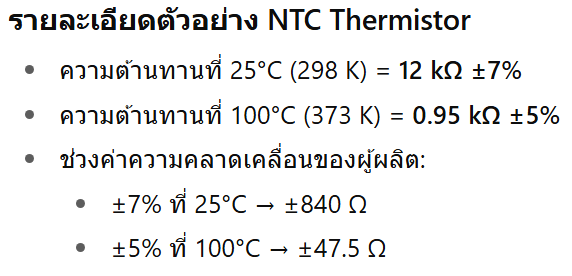 รายละเอียดตัวอย่าง NTC Thermistor
• ความต้านทานที่ 25°C (298 K) = 12 kΩ ±7%
• ความต้านทานที่ 100°C (373 K) = 0.95 kΩ ±5%
• ช่วงค่าความคลาดเคลื่อนของผู้ผลิต:
• ±7% ที่ 25°C → ±840 Ω
• ±5% ที่ 100°C → ±47.5 Ω